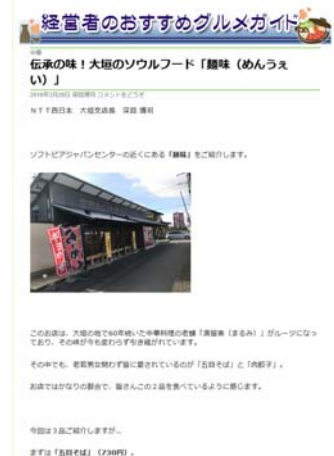 経営者のおすすめグルメガイド
中華
伝承の味！大垣のソウルフード「麺味（めんうぇ
い）」
NTT西日本 大垣支店長
ソフトピアジャパンセンターの近くにある「麺味」をご紹介します。
このお店は、大垣の地で60年続いた中華料理の老舗「満留美（まるみ）」がルーツになっ
ており、その味が今も変わらず引き継がれています。
その中でも、老若男女問わず皆に愛されているのが「五目そば」と「肉餃子」。
お店ではかなりの割合で、皆さんこの2品を食べているように感じます。
今回は3品ご紹介しますが…
まずは「五目そば」（730円）。